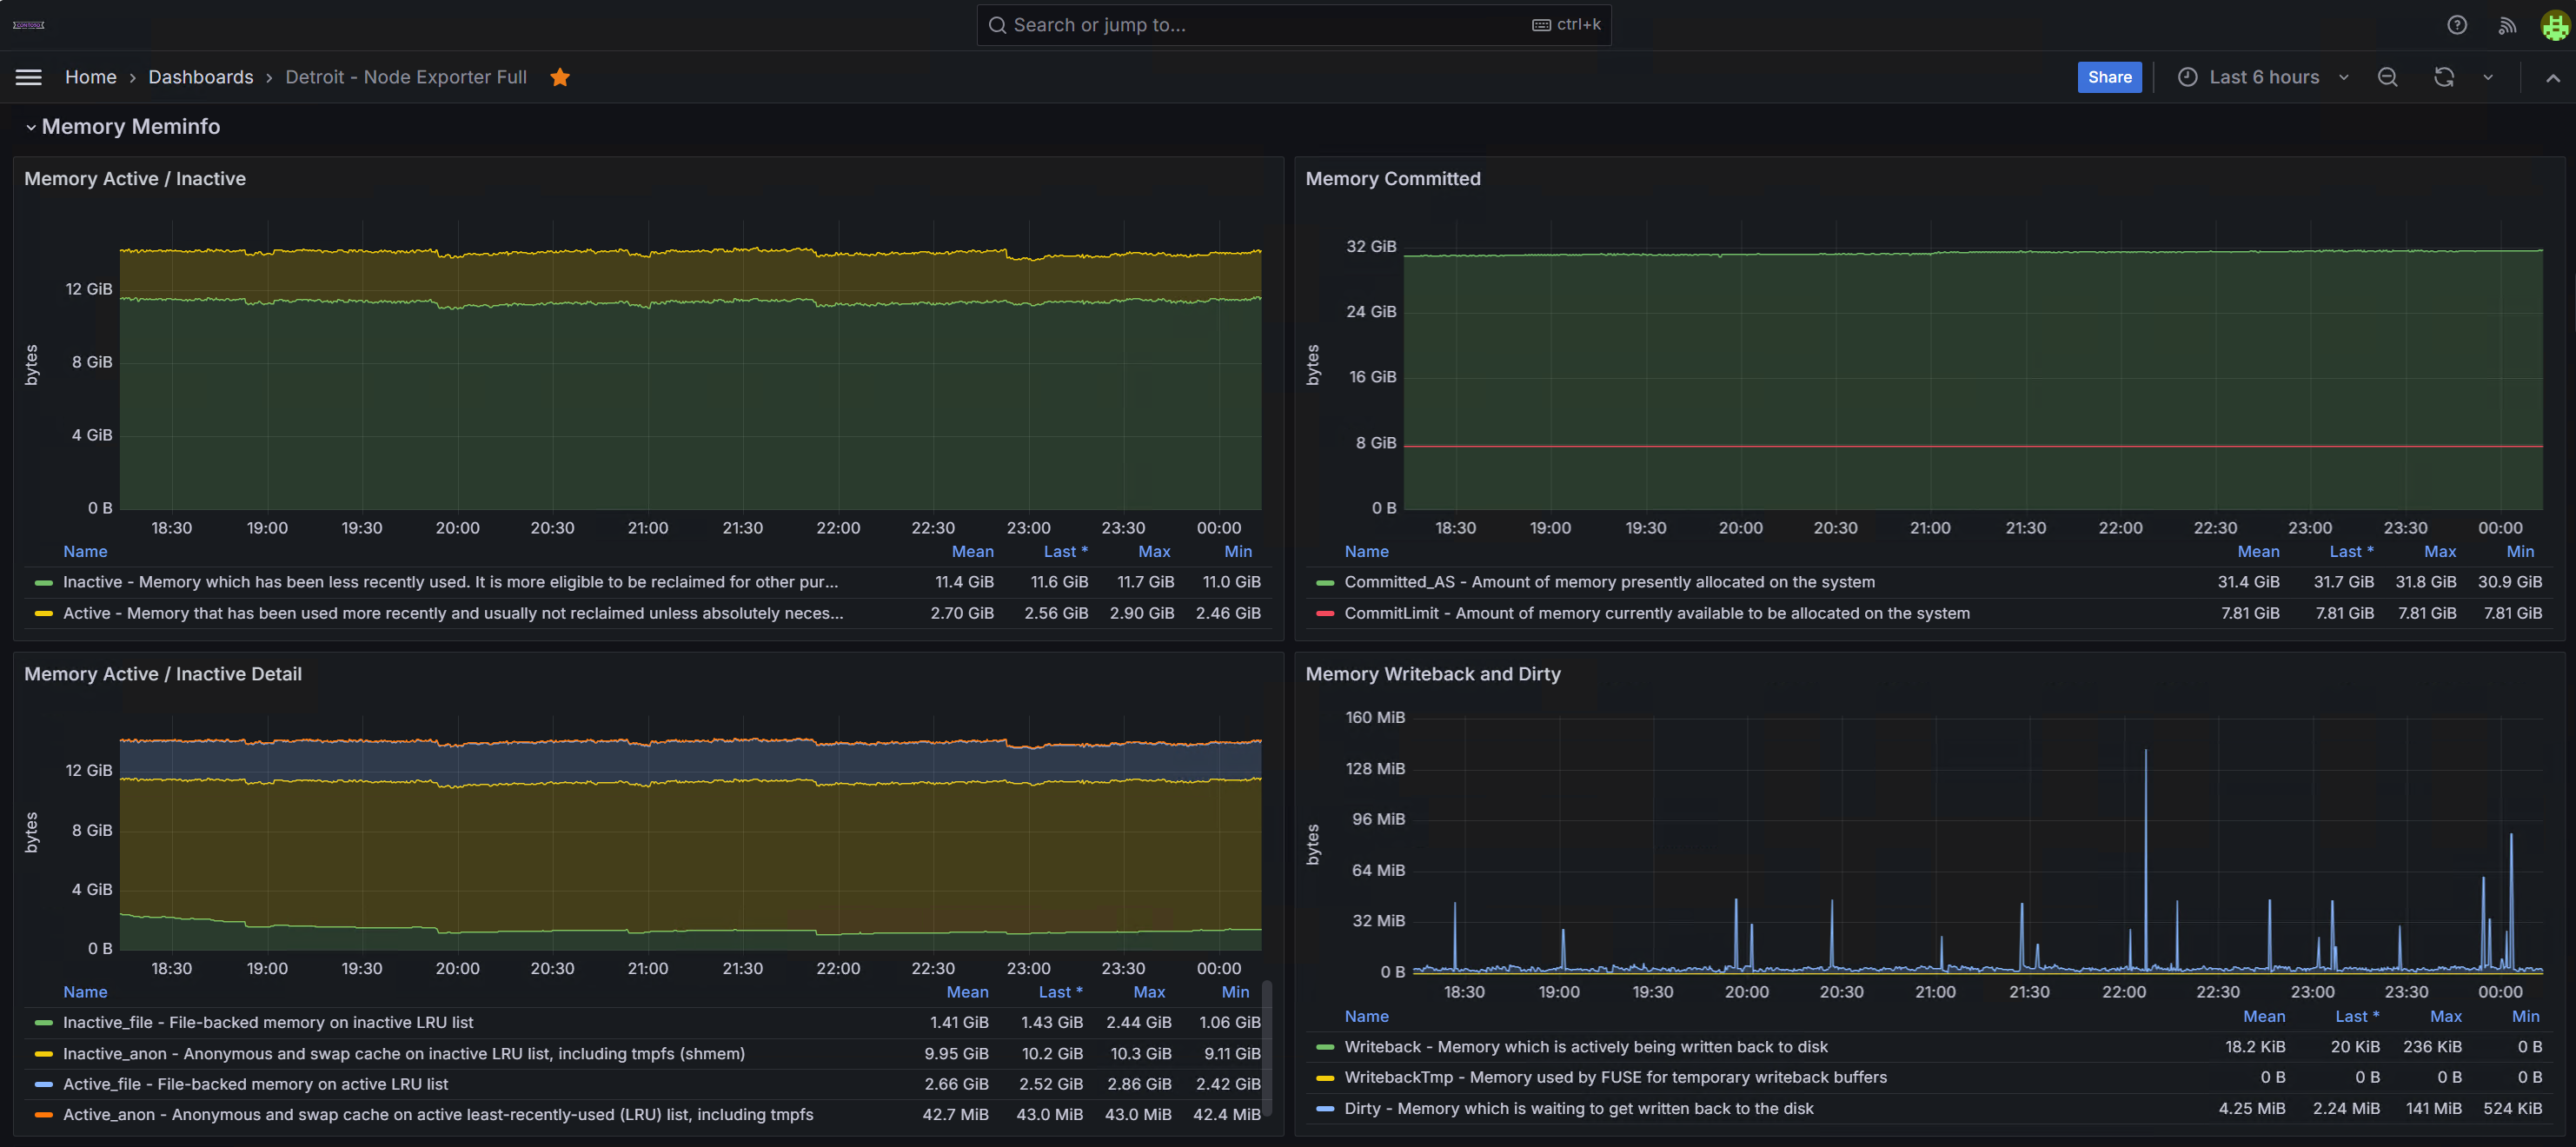 CONTOSO
Search or jump to...
ctrl+k
Home › Dashboards › Detroit - Node Exporter Full
Share
Last 6 hours
Memory Meminfo
Memory Active / Inactive
bytes
12 GiB
8 GiB
4 GiB
0 B
18:30 19:00 19:30 20:00 20:30 21:00 21:30 22:00 22:30 23:00 23:30 00:00
Name Mean Last * Max Min
Inactive - Memory which has been less recently used. It is more eligible to be reclaimed for other pur... 11.4 GiB 11.6 GiB 11.7 GiB 11.0 GiB
Active - Memory that has been used more recently and usually not reclaimed unless absolutely neces... 2.70 GiB 2.56 GiB 2.90 GiB 2.46 GiB
Memory Committed
bytes
32 GiB
24 GiB
16 GiB
8 GiB
0 B
18:30 19:00 19:30 20:00 20:30 21:00 21:30 22:00 22:30 23:00 23:30 00:00
Name Mean Last * Max Min
Committed_AS - Amount of memory presently allocated on the system 31.4 GiB 31.7 GiB 31.8 GiB 30.9 GiB
CommitLimit - Amount of memory currently available to be allocated on the system 7.81 GiB 7.81 GiB 7.81 GiB 7.81 GiB
Memory Active / Inactive Detail
bytes
12 GiB
8 GiB
4 GiB
0 B
18:30 19:00 19:30 20:00 20:30 21:00 21:30 22:00 22:30 23:00 23:30 00:00
Name Mean Last * Max Min
Inactive_file - File-backed memory on inactive LRU list 1.41 GiB 1.43 GiB 2.44 GiB 1.06 GiB
Inactive_anon - Anonymous and swap cache on inactive LRU list, including tmpfs (shmem) 9.95 GiB 10.2 GiB 10.3 GiB 9.11 GiB
Active_file - File-backed memory on active LRU list 2.66 GiB 2.52 GiB 2.86 GiB 2.42 GiB
Active_anon - Anonymous and swap cache on active least-recently-used (LRU) list, including tmpfs 42.7 MiB 43.0 MiB 43.0 MiB 42.4 MiB
Memory Writeback and Dirty
bytes
160 MiB
128 MiB
96 MiB
64 MiB
32 MiB
0 B
18:30 19:00 19:30 20:00 20:30 21:00 21:30 22:00 22:30 23:00 23:30 00:00
Name Mean Last * Max Min
Writeback - Memory which is actively being written back to disk 18.2 KiB 20 KiB 236 KiB 0 B
WritebackTmp - Memory used by FUSE for temporary writeback buffers 0 B 0 B 0 B 0 B
Dirty - Memory which is waiting to get written back to the disk 4.25 MiB 2.24 MiB 141 MiB 524 KiB